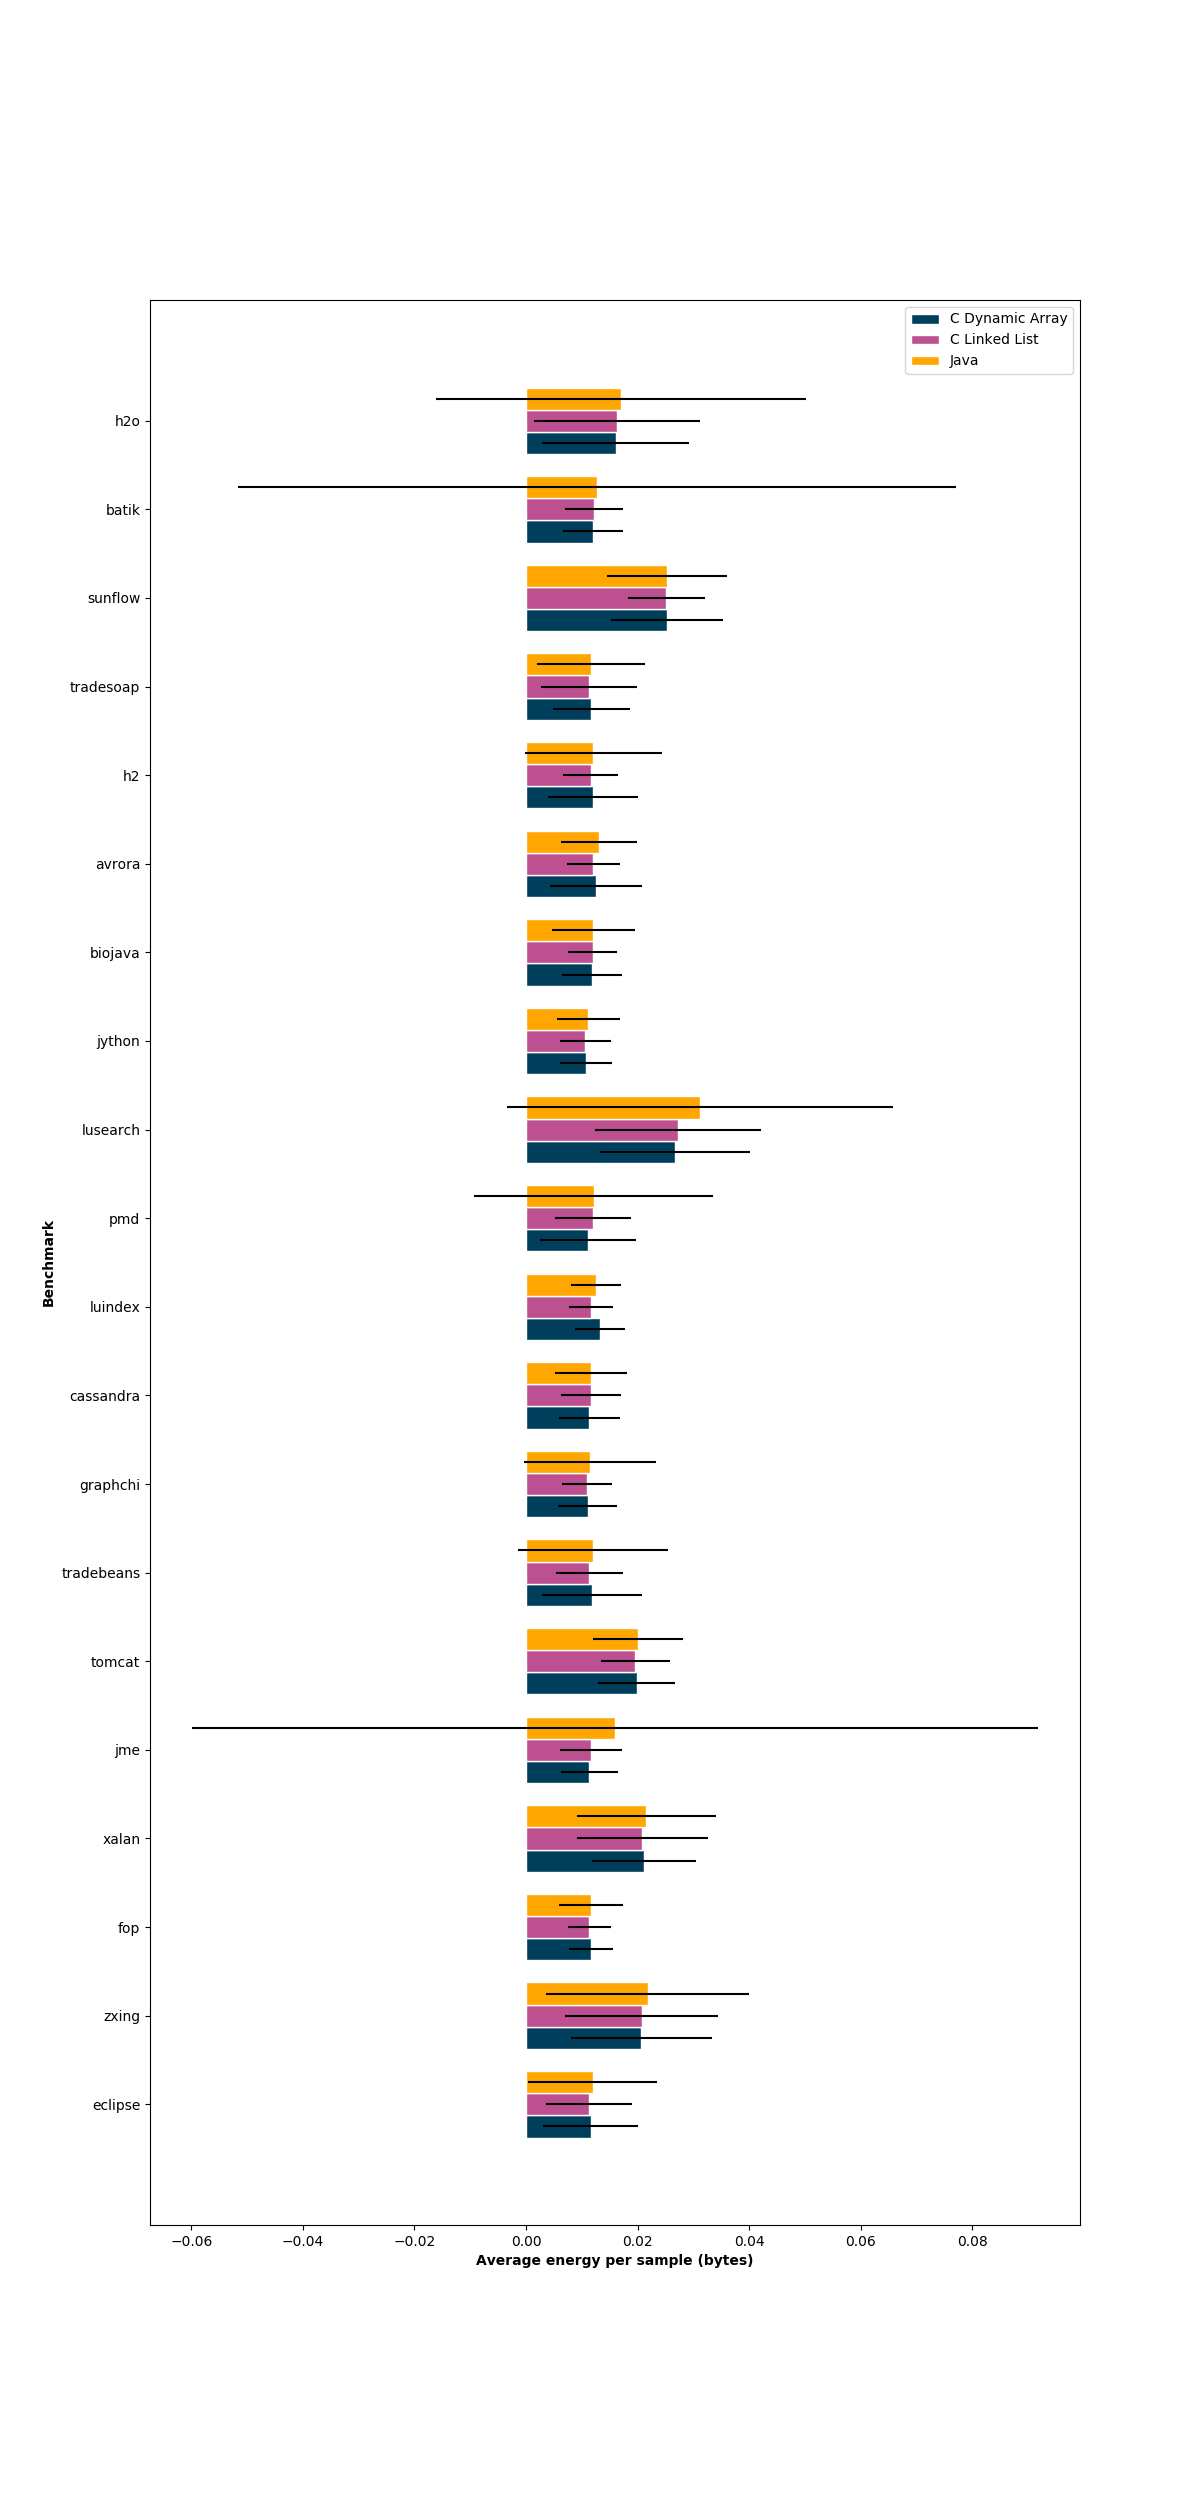 C Dynamic Array
C Linked List
Java
h2o
batik
sunflow
tradesoap
h2
avrora
biojava
jython
lusearch
pmd
luindex
cassandra
graphchi
tradebeans
tomcat
jme
xalan
fop
zxing
eclipse
Benchmark
−0.06 −0.04 −0.02 0.00 0.02 0.04 0.06 0.08
Average energy per sample (bytes)